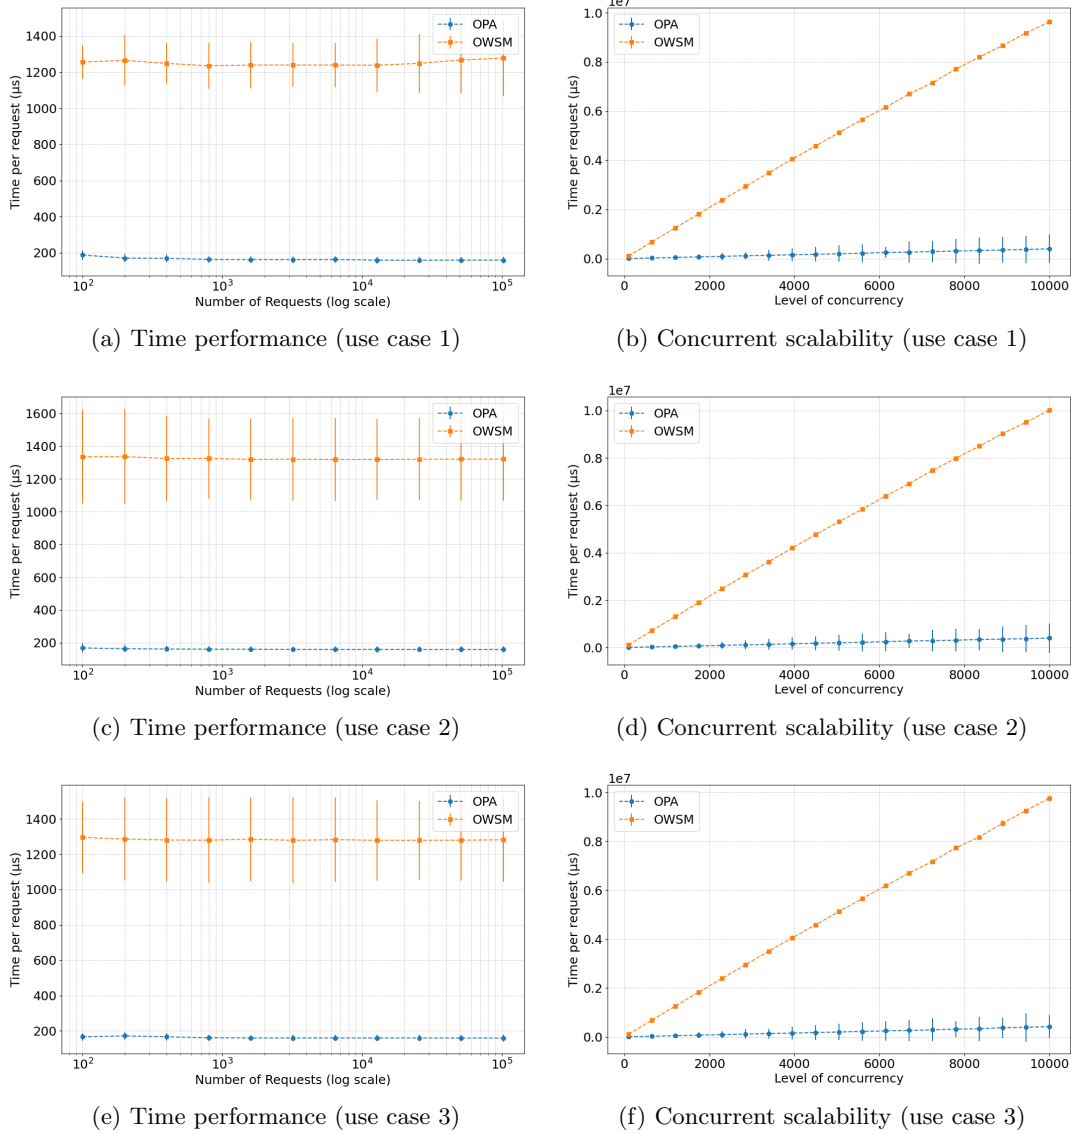 OPA
OWSM
1400
1200
1000
800
600
400
200
10²
10³
10⁴
10⁵
Time per request (µs)
Number of Requests (log scale)
(a) Time performance (use case 1)
1e7
OPA
OWSM
1.0
0.8
0.6
0.4
0.2
0.0
0
2000
4000
6000
8000
10000
Time per request (µs)
Level of concurrency
(b) Concurrent scalability (use case 1)
OPA
OWSM
1600
1400
1200
1000
800
600
400
200
10²
10³
10⁴
10⁵
Time per request (µs)
Number of Requests (log scale)
(c) Time performance (use case 2)
1e7
OPA
OWSM
1.0
0.8
0.6
0.4
0.2
0.0
0
2000
4000
6000
8000
10000
Time per request (µs)
Level of concurrency
(d) Concurrent scalability (use case 2)
OPA
OWSM
1400
1200
1000
800
600
400
200
10²
10³
10⁴
10⁵
Time per request (µs)
Number of Requests (log scale)
(e) Time performance (use case 3)
1e7
OPA
OWSM
1.0
0.8
0.6
0.4
0.2
0.0
0
2000
4000
6000
8000
10000
Time per request (µs)
Level of concurrency
(f) Concurrent scalability (use case 3)